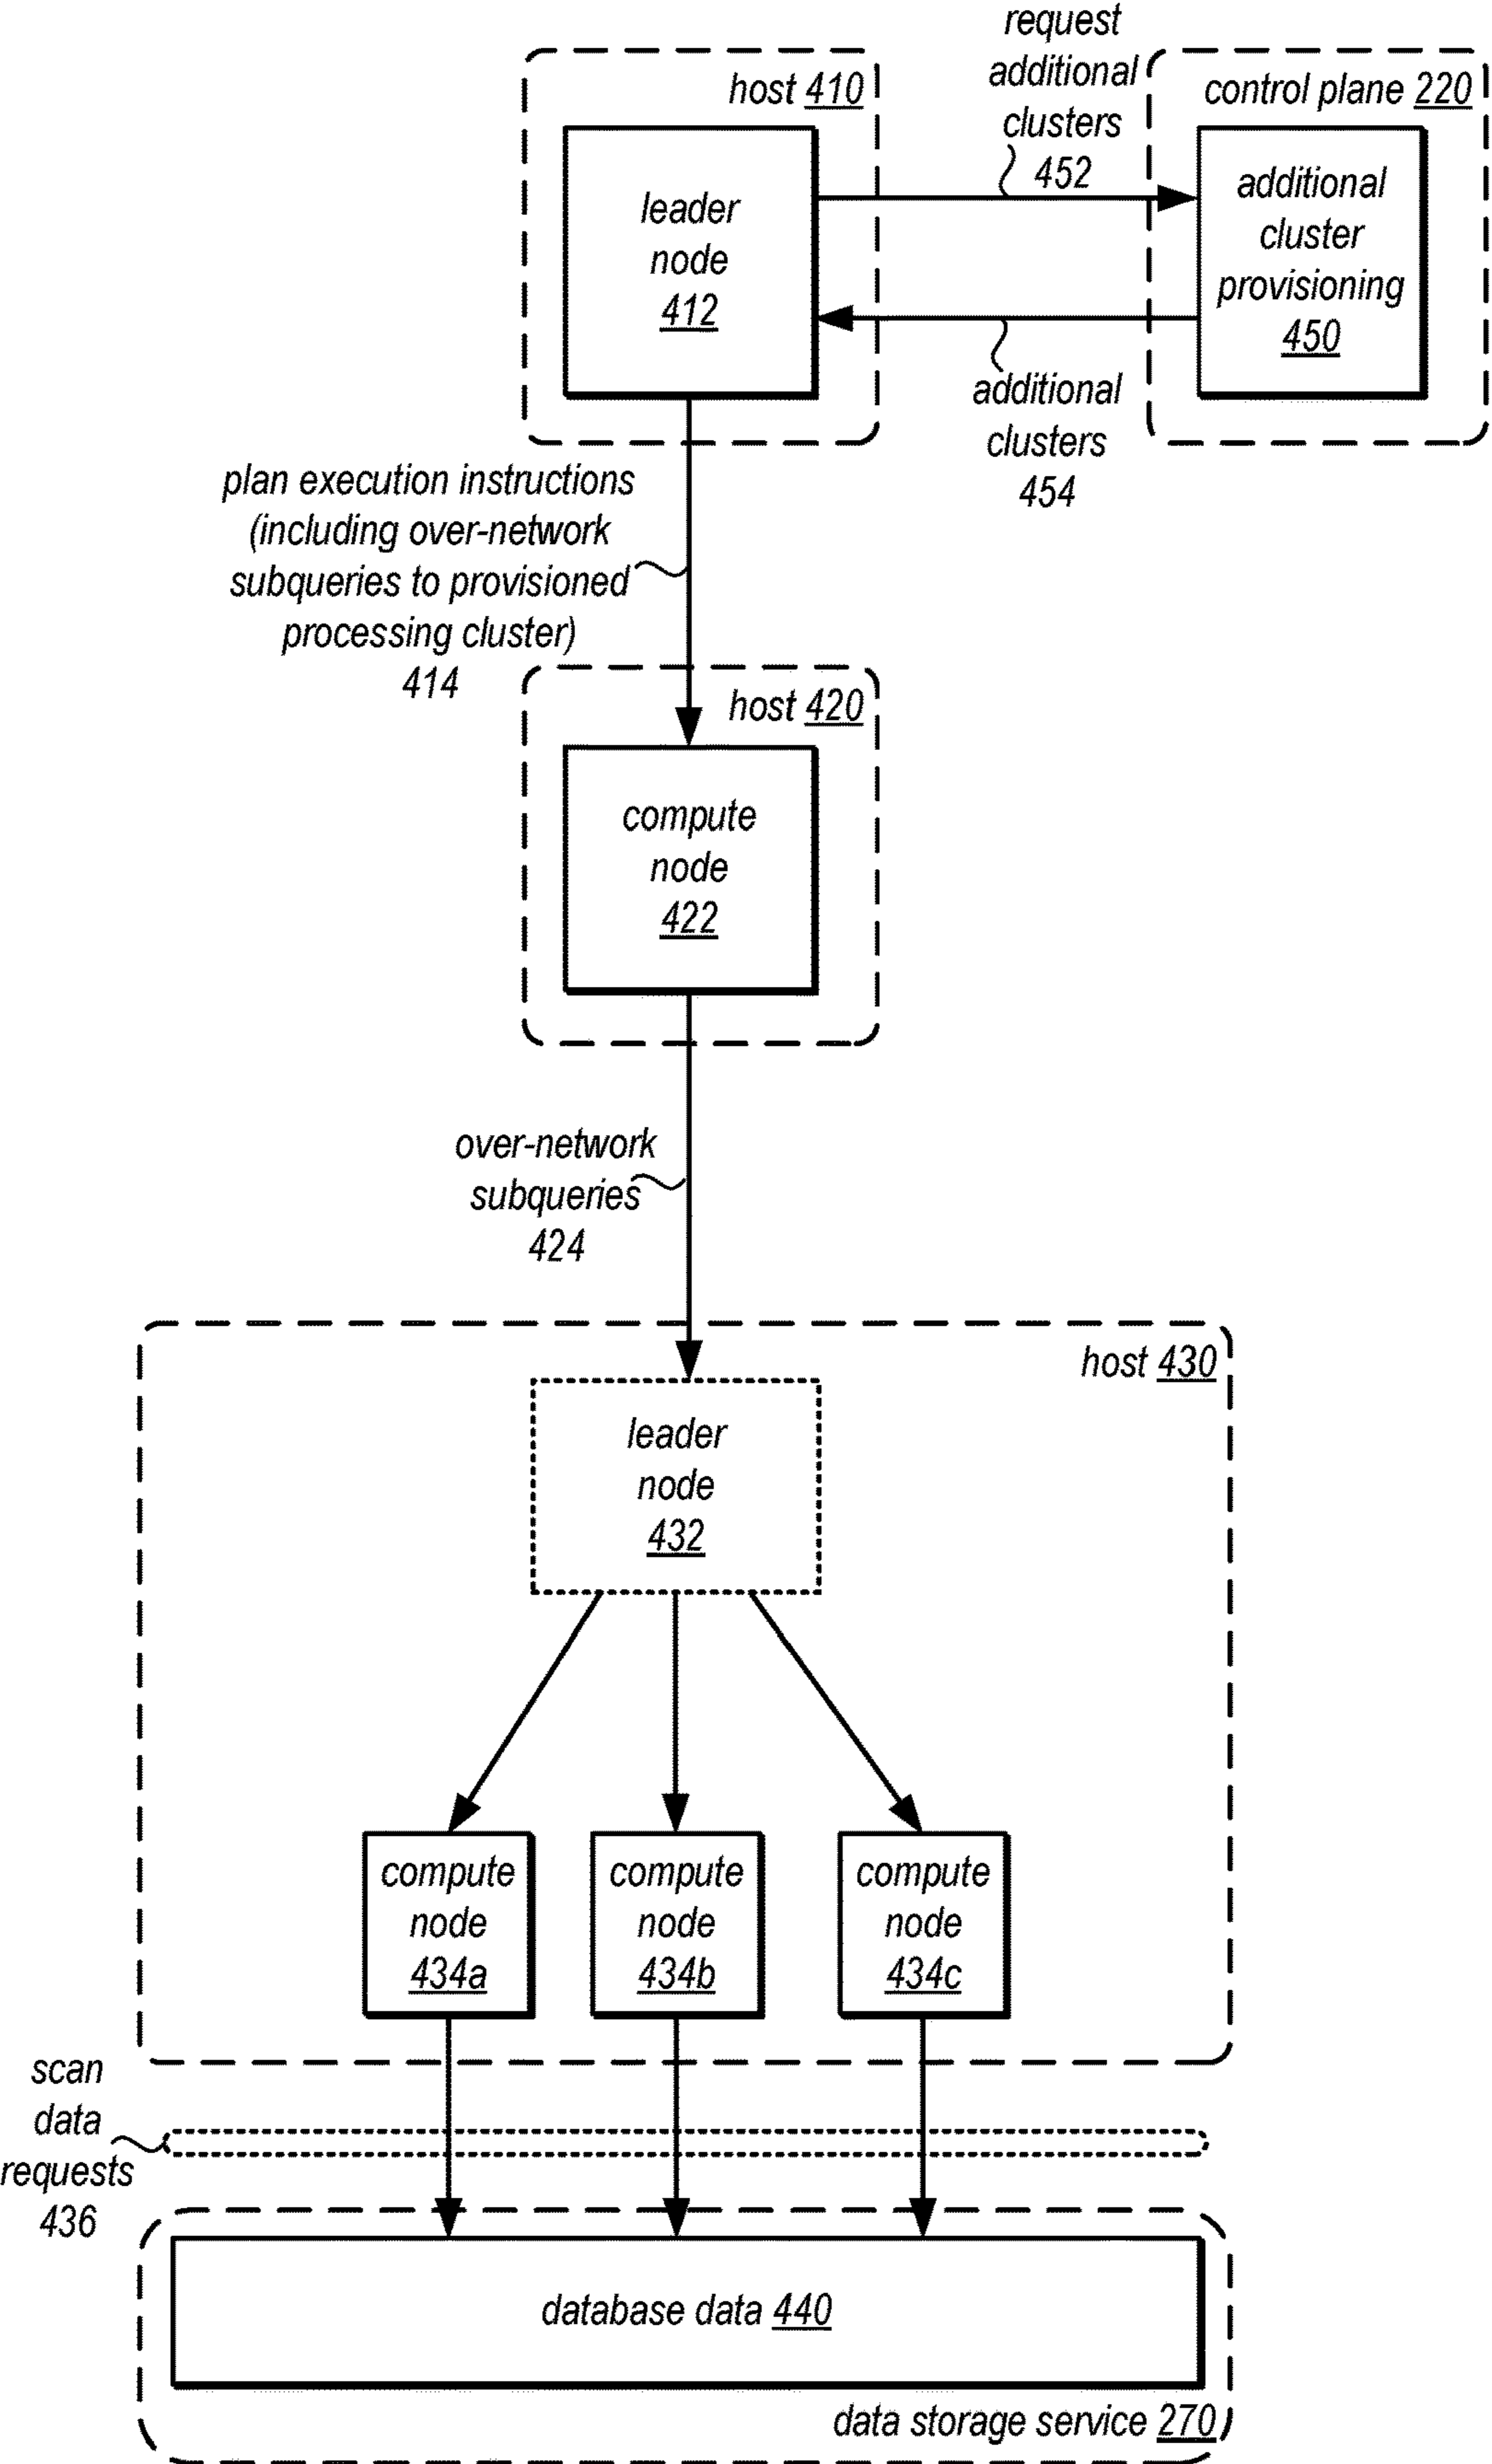 request
additional
clusters
452
host 410
control plane 220
leader
node
412
additional
cluster
provisioning
450
additional
clusters
454
plan execution instructions
(including over-network
subqueries to provisioned
processing cluster)
414
host 420
compute
node
422
over-network
subqueries
424
host 430
leader
node
432
compute
node
434a
compute
node
434b
compute
node
434c
scan
data
requests
436
database data 440
data storage service 270